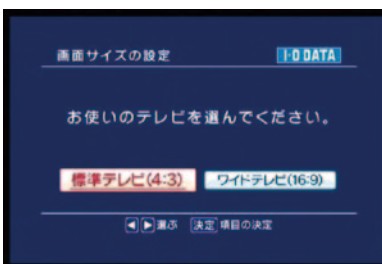 画面サイズの設定
I-O DATA
お使いのテレビを選んでください。
標準テレビ(4:3)
ワイドテレビ(16:9)
◀ ▶ 選ぶ 決定 項目の決定